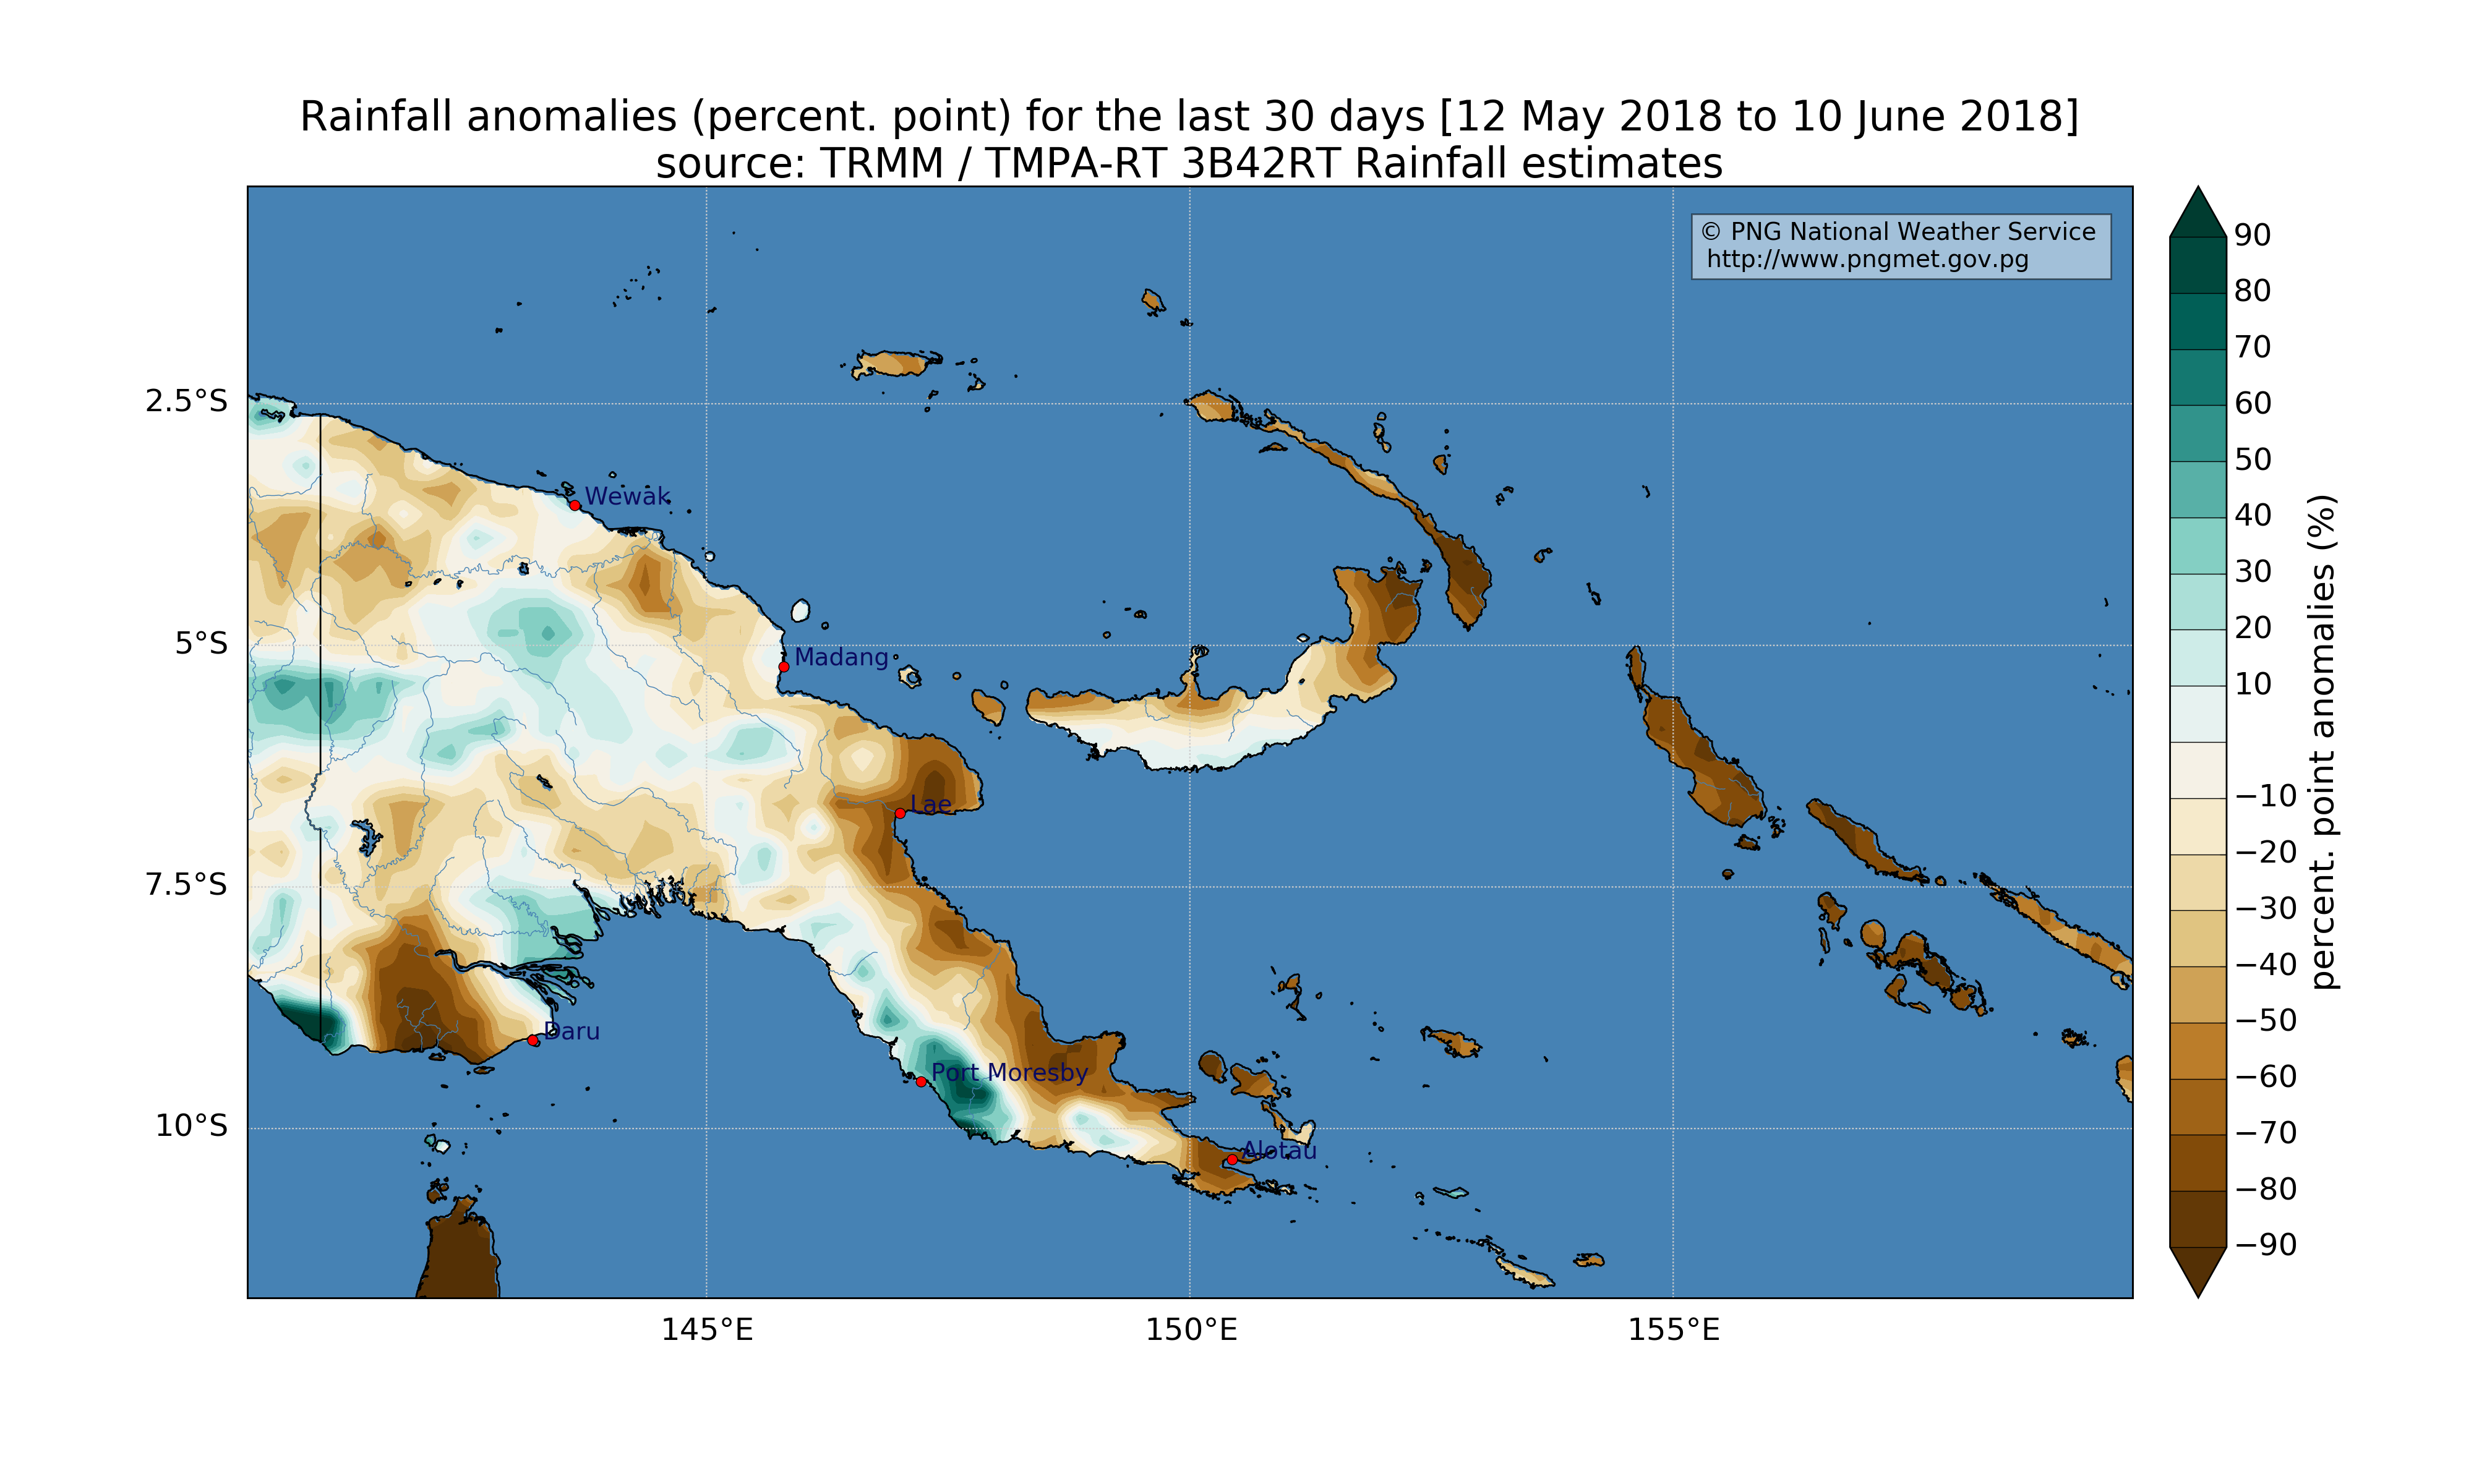 Rainfall anomalies (percent. point) for the last 30 days [12 May 2018 to 10 June 2018]
source: TRMM / TMPA-RT 3B42RT Rainfall estimates
© PNG National Weather Service
http://www.pngmet.gov.pg
2.5°S
5°S
7.5°S
10°S
Wewak
Madang
Lae
Daru
Port Moresby
Alotau
145°E
150°E
155°E
90
80
70
60
50
40
30
20
10
−10
−20
−30
−40
−50
−60
−70
−80
−90
percent. point anomalies (%)